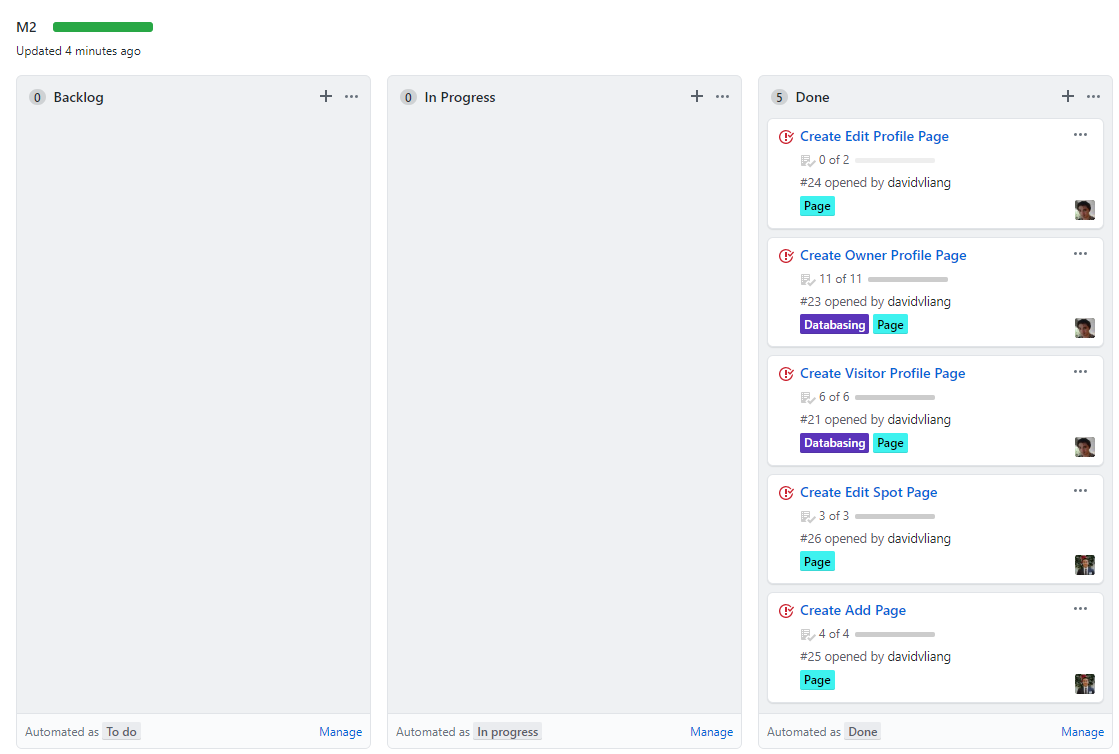 M2
Updated 4 minutes ago
0 Backlog
0 In Progress
5 Done
Create Edit Profile Page
0 of 2
#24 opened by davidvliang
Page
Create Owner Profile Page
11 of 11
#23 opened by davidvliang
Databasing Page
Create Visitor Profile Page
6 of 6
#21 opened by davidvliang
Databasing Page
Create Edit Spot Page
3 of 3
#26 opened by davidvliang
Page
Create Add Page
4 of 4
#25 opened by davidvliang
Page
Automated as To do Manage
Automated as In progress Manage
Automated as Done Manage